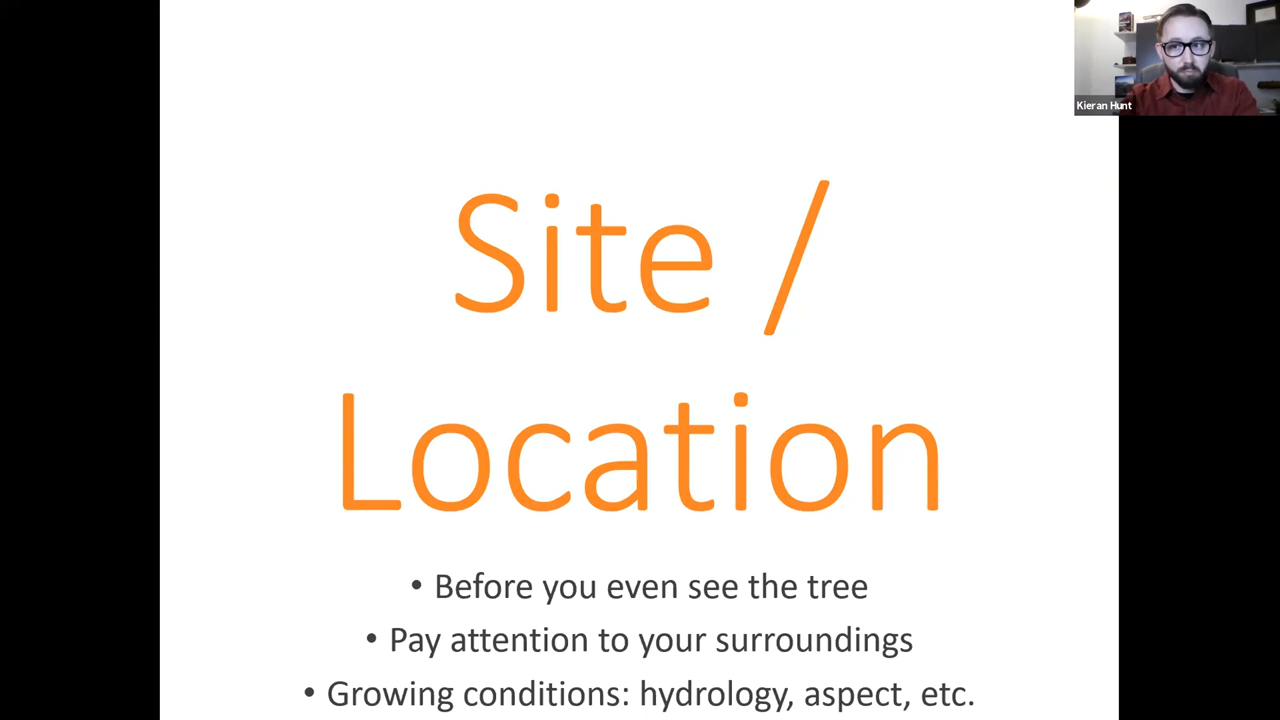 Kieran Hunt
Site /
Location
• Before you even see the tree
• Pay attention to your surroundings
• Growing conditions: hydrology, aspect, etc.